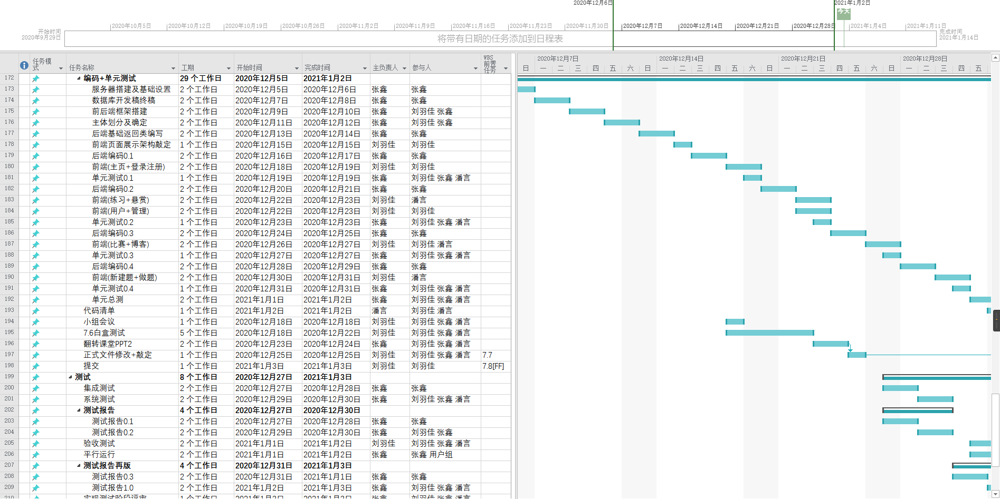 2020年12月6日 2021年1月2日
今天
开始时间 2020年10月5日 2020年10月12日 2020年10月19日 2020年10月26日 2020年11月2日 2020年11月9日 2020年11月16日 2020年11月23日 2020年11月30日 2020年12月7日 2020年12月14日 2020年12月21日 2020年12月28日 2021年1月4日 2021年1月11日 完成时间
2020年9月29日 将带有日期的任务添加到日程表 2021年1月14日
任务模式 任务名称 工期 开始时间 完成时间 主负责人 参与人 WBS前置任务
2020年12月7日 2020年12月14日 2020年12月21日 2020年12月28日
日 一 二 三 四 五 六 日 一 二 三 四 五 六 日 一 二 三 四 五 六 日 一 二 三 四 五
172 编码+单元测试 29 个工作日 2020年12月5日 2021年1月2日
173 服务器搭建及基础设置 2 个工作日 2020年12月5日 2020年12月6日 张鑫 张鑫
174 数据库开发稿终稿 2 个工作日 2020年12月7日 2020年12月8日 张鑫 张鑫
175 前后端框架搭建 2 个工作日 2020年12月9日 2020年12月10日 张鑫 刘羽佳 张鑫
176 主体划分及确定 2 个工作日 2020年12月11日 2020年12月12日 张鑫 刘羽佳 张鑫
177 后端基础返回类编写 2 个工作日 2020年12月13日 2020年12月14日 张鑫 张鑫
178 前端页面展示架构敲定 1 个工作日 2020年12月15日 2020年12月15日 刘羽佳 刘羽佳
179 后端编码0.1 2 个工作日 2020年12月16日 2020年12月17日 张鑫 张鑫
180 前端(主页+登录注册) 2 个工作日 2020年12月18日 2020年12月19日 刘羽佳 刘羽佳
181 单元测试0.1 1 个工作日 2020年12月19日 2020年12月19日 张鑫 刘羽佳 张鑫 潘言
182 后端编码0.2 2 个工作日 2020年12月20日 2020年12月21日 张鑫 张鑫
183 前端(练习+悬赏) 2 个工作日 2020年12月22日 2020年12月23日 刘羽佳 潘言
184 前端(用户+管理) 2 个工作日 2020年12月22日 2020年12月23日 刘羽佳 刘羽佳
185 单元测试0.2 1 个工作日 2020年12月23日 2020年12月23日 张鑫 刘羽佳 张鑫 潘言
186 后端编码0.3 2 个工作日 2020年12月24日 2020年12月25日 张鑫 张鑫
187 前端(比赛+博客) 2 个工作日 2020年12月26日 2020年12月27日 刘羽佳 刘羽佳 潘言
188 单元测试0.3 1 个工作日 2020年12月27日 2020年12月27日 张鑫 刘羽佳 张鑫 潘言
189 后端编码0.4 2 个工作日 2020年12月28日 2020年12月29日 张鑫 张鑫
190 前端(新建题+做题) 2 个工作日 2020年12月30日 2020年12月31日 刘羽佳 潘言
191 单元测试0.4 1 个工作日 2020年12月31日 2020年12月31日 张鑫 刘羽佳 张鑫 潘言
192 单元总测 2 个工作日 2021年1月1日 2021年1月2日 张鑫 刘羽佳 张鑫 潘言
193 代码清单 1 个工作日 2021年1月2日 2021年1月2日 潘言 刘羽佳 潘言
194 小组会议 1 个工作日 2020年12月18日 2020年12月18日 刘羽佳 刘羽佳 张鑫 潘言
195 7.6白盒测试 5 个工作日 2020年12月18日 2020年12月22日 刘羽佳 刘羽佳 张鑫 潘言
196 翻转课堂PPT2 2 个工作日 2020年12月23日 2020年12月24日 张鑫 刘羽佳 张鑫 潘言
197 正式文件修改+敲定 1 个工作日 2020年12月25日 2020年12月25日 刘羽佳 刘羽佳 张鑫 潘言 7.7
198 提交 1 个工作日 2021年1月3日 2021年1月3日 刘羽佳 刘羽佳 7.8[FF]
199 测试 8 个工作日 2020年12月27日 2021年1月3日
200 集成测试 2 个工作日 2020年12月27日 2020年12月28日 张鑫 张鑫
201 系统测试 2 个工作日 2020年12月29日 2020年12月30日 张鑫 刘羽佳 张鑫 潘言
202 测试报告 4 个工作日 2020年12月27日 2020年12月30日
203 测试报告0.1 2 个工作日 2020年12月27日 2020年12月28日 张鑫 张鑫
204 测试报告0.2 2 个工作日 2020年12月29日 2020年12月30日 张鑫 刘羽佳 张鑫
205 验收测试 2 个工作日 2021年1月1日 2021年1月2日 刘羽佳 刘羽佳 张鑫 潘言
206 平行运行 2 个工作日 2021年1月1日 2021年1月2日 张鑫 张鑫 用户组
207 测试报告再版 4 个工作日 2020年12月31日 2021年1月3日
208 测试报告0.3 2 个工作日 2020年12月31日 2021年1月1日 张鑫 张鑫
209 测试报告1.0 2 个工作日 2021年1月2日 2021年1月3日 张鑫 刘羽佳 张鑫 潘言
210 实现测试阶段评审 1 个工作日 2021年1月3日 2021年1月3日 张鑫 刘羽佳 张鑫 潘言